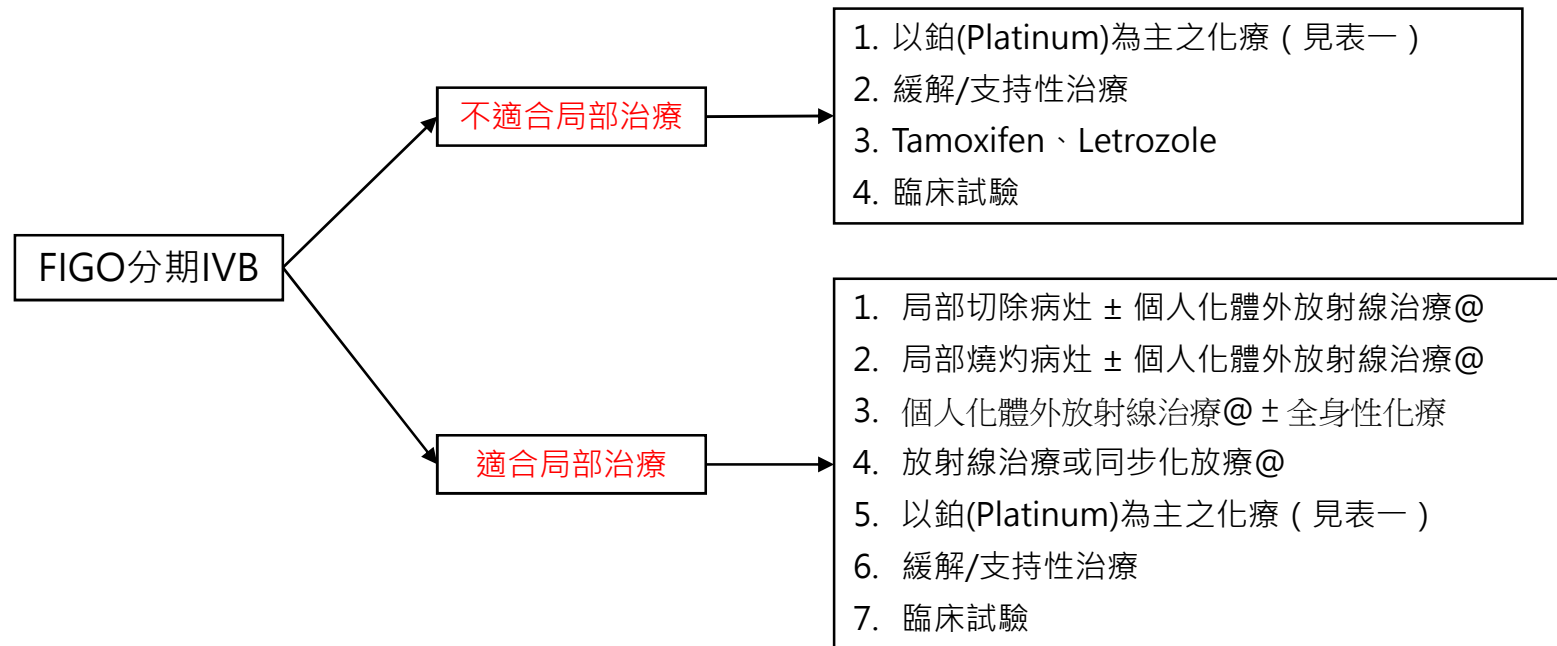 FIGO分期IVB
不適合局部治療
1. 以鉑(Platinum)為主之化療（見表一）
2. 緩解/支持性治療
3. Tamoxifen、Letrozole
4. 臨床試驗
適合局部治療
1. 局部切除病灶 ± 個人化體外放射線治療@
2. 局部燒灼病灶 ± 個人化體外放射線治療@
3. 個人化體外放射線治療@ ± 全身性化療
4. 放射線治療或同步化放療@
5. 以鉑(Platinum)為主之化療（見表一）
6. 緩解/支持性治療
7. 臨床試驗